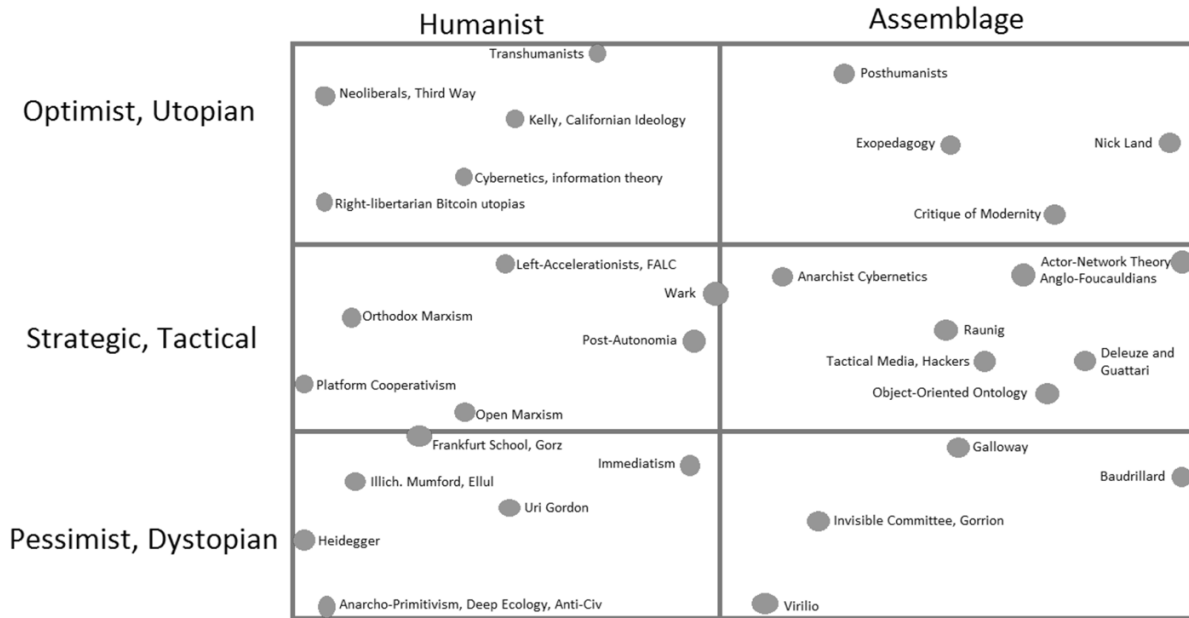 Humanist
Assemblage
Optimist, Utopian
Transhumanists
Posthumanists
Neoliberals, Third Way
Kelly, Californian Ideology
Exopedagogy
Nick Land
Cybernetics, information theory
Right-libertarian Bitcoin utopias
Critique of Modernity
Strategic, Tactical
Left-Accelerationists, FALC
Wark
Orthodox Marxism
Post-Autonomia
Platform Cooperativism
Open Marxism
Anarchist Cybernetics
Actor-Network Theory
Anglo-Foucauldians
Raunig
Tactical Media, Hackers
Deleuze and
Guattari
Object-Oriented Ontology
Pessimist, Dystopian
Frankfurt School, Gorz
Immediatism
Illich. Mumford, Ellul
Uri Gordon
Heidegger
Anarcho-Primitivism, Deep Ecology, Anti-Civ
Galloway
Baudrillard
Invisible Committee, Gorrion
Virilio